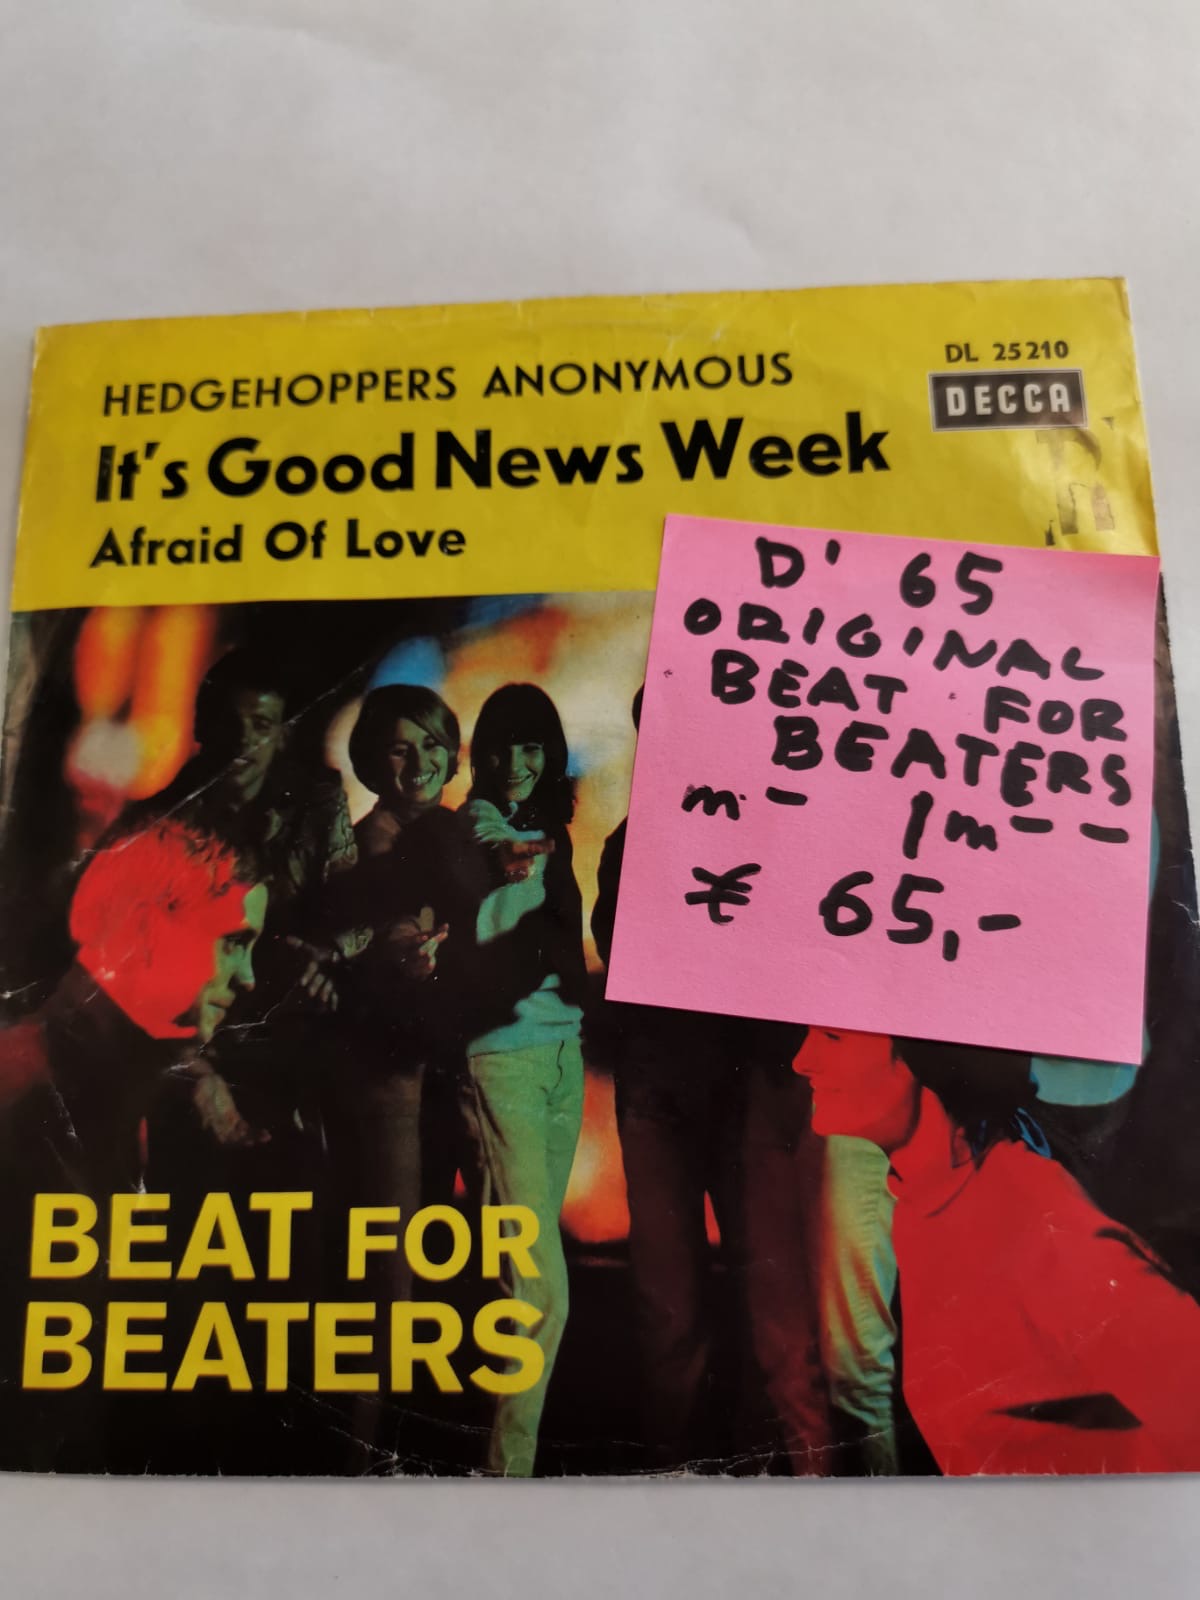 HEDGEHOPPERS ANONYMOUS
It's Good News Week
Afraid Of Love
DL 25210
DECCA
D' 65
ORIGINAL
BEAT FOR
BEATERS
m- / m--
€ 65,-
BEAT FOR
BEATERS